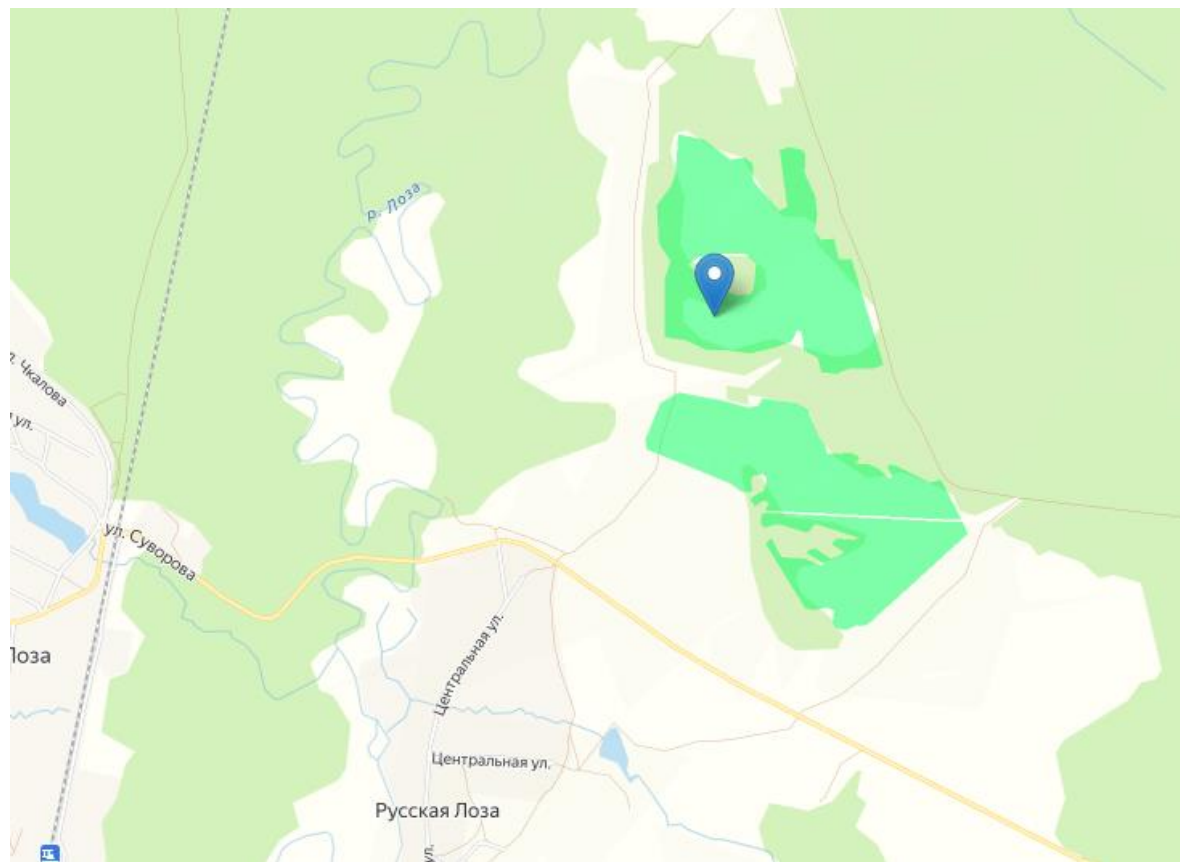 р. Лоза
л. Чкалова
ул.
ул. Суворова
Лоза
Центральная ул.
Центральная ул.
Русская Лоза
ул.